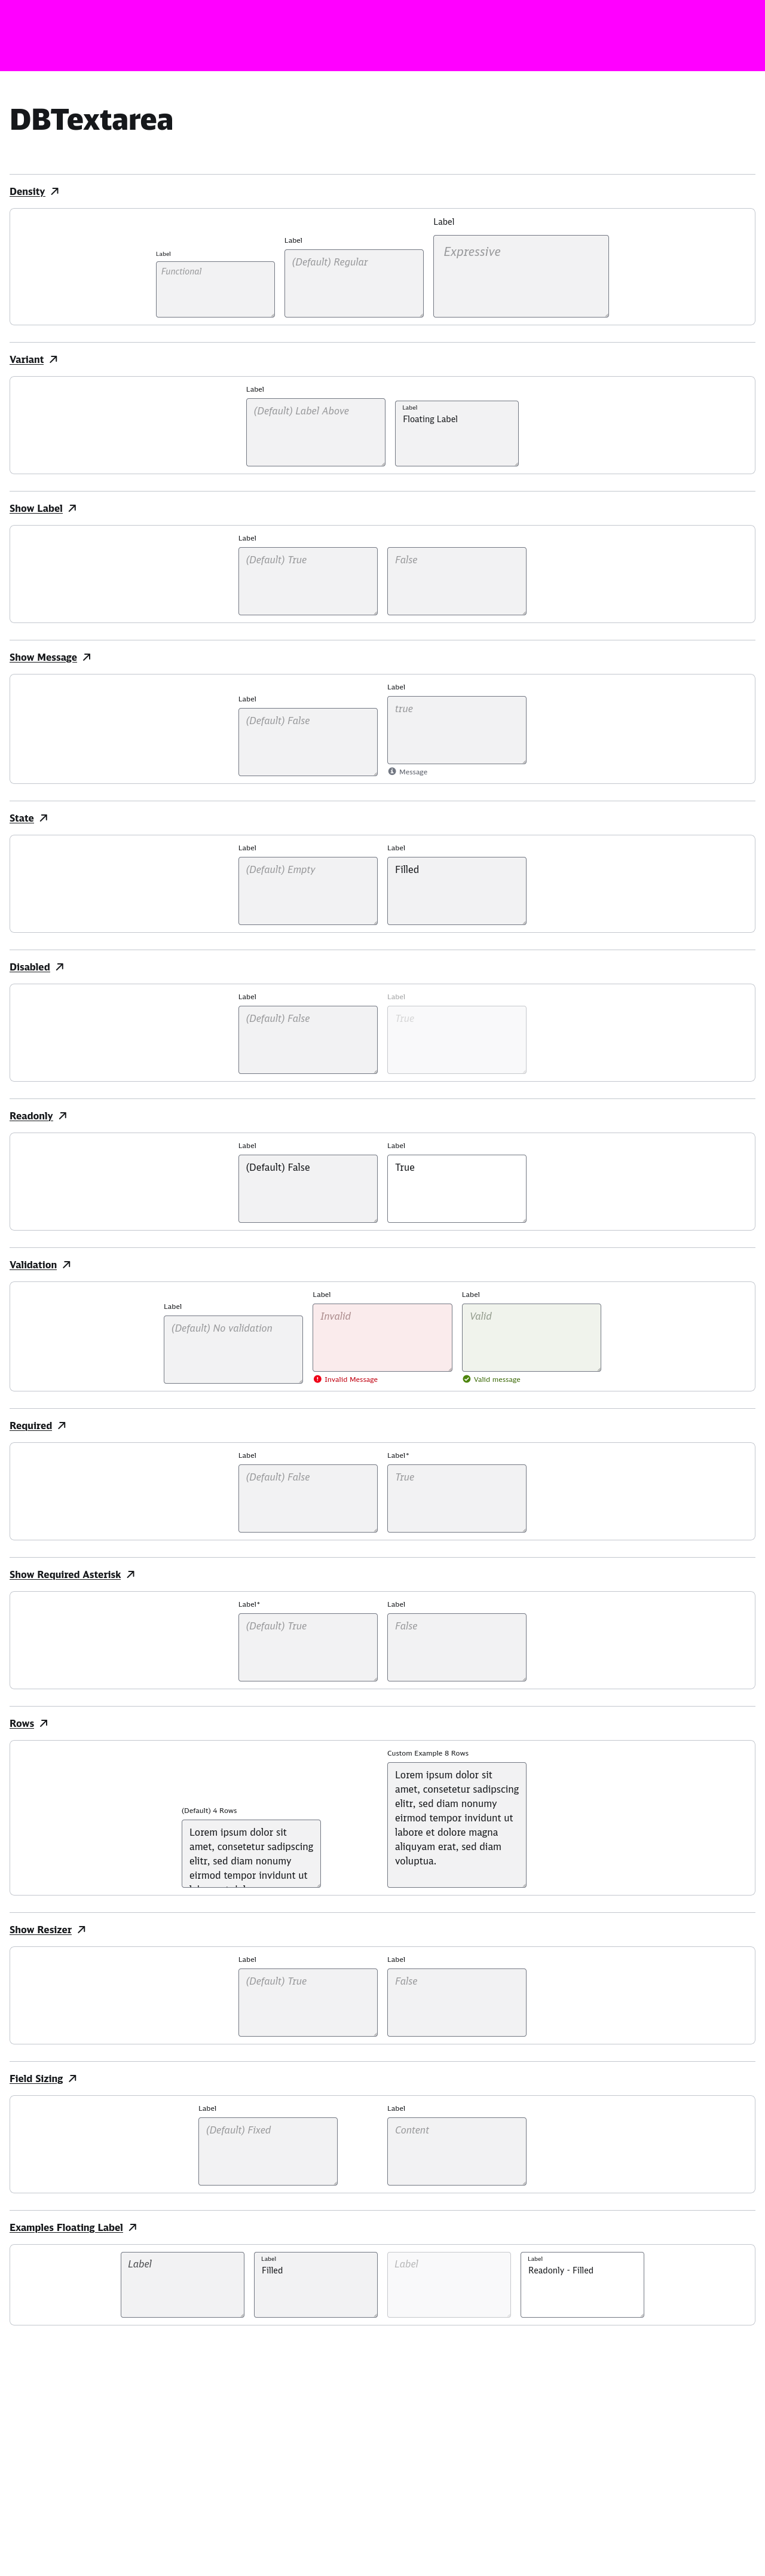 DBTextarea
Density
Label
Functional
Label
(Default) Regular
Label
Expressive
Variant
Label
(Default) Label Above
Label
Floating Label
Show Label
Label
(Default) True
False
Show Message
Label
(Default) False
Label
true
Message
State
Label
(Default) Empty
Label
Filled
Disabled
Label
(Default) False
Label
True
Readonly
Label
(Default) False
Label
True
Validation
Label
(Default) No validation
Label
Invalid
Invalid Message
Label
Valid
Valid message
Required
Label
(Default) False
Label*
True
Show Required Asterisk
Label*
(Default) True
Label
False
Rows
(Default) 4 Rows
Lorem ipsum dolor sit
amet, consetetur sadipscing
elitr, sed diam nonumy
eirmod tempor invidunt ut
Custom Example 8 Rows
Lorem ipsum dolor sit
amet, consetetur sadipscing
elitr, sed diam nonumy
eirmod tempor invidunt ut
labore et dolore magna
aliquyam erat, sed diam
voluptua.
Show Resizer
Label
(Default) True
Label
False
Field Sizing
Label
(Default) Fixed
Label
Content
Examples Floating Label
Label
Label
Filled
Label
Label
Readonly - Filled